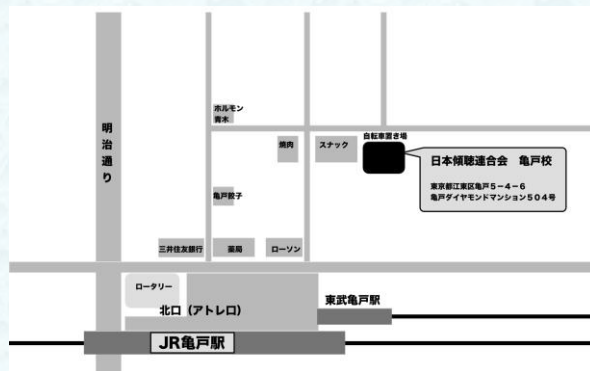 ホルモン
青木
明治通り
自転車置き場
焼肉
スナック
日本傾聴連合会 亀戸校
東京都江東区亀戸5-4-6
亀戸ダイヤモンドマンション504号
亀戸餃子
三井住友銀行
薬局
ローソン
ロータリー
北口(アトレ口)
東武亀戸駅
JR亀戸駅